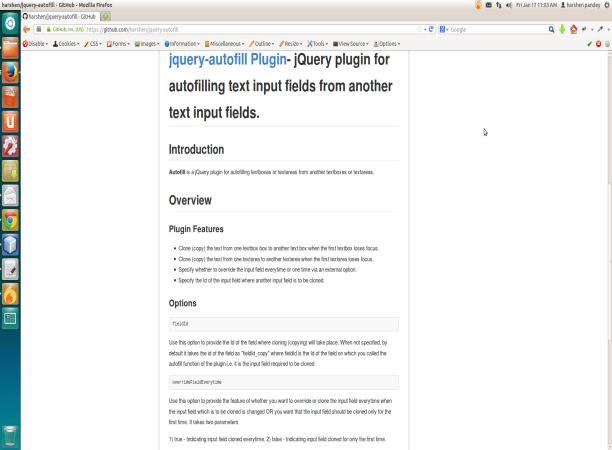 harshen/jquery-autofill · GitHub - Mozilla Firefox
Fri Jan 17 11:03 AM harshen pandey
harshen/jquery-autofill · GitHub
GitHub, Inc. (US) https://github.com/harshen/jquery-autofill
Google
Disable Cookies CSS Forms Images Information Miscellaneous Outline Resize Tools View Source Options
jquery-autofill Plugin- jQuery plugin for
autofilling text input fields from another
text input fields.
Introduction
Autofill is a jQuery plugin for autofilling textboxes or textareas from another textboxes or textareas.
Overview
Plugin Features
Clone (copy) the text from one textbox box to another text box when the first textbox loses focus.
Clone (copy) the text from one textarea to another textarea when the first textarea loses focus.
Specify whether to override the input field everytime or one time via an external option.
Specify the Id of the input field where another input field is to be cloned.
Options
fieldId
Use this option to provide the Id of the field where cloning (copying) will take place. When not specified, by
default it takes the id of the field as "fieldId_copy" where fieldId is the Id of the field on which you called the
autofill function of the plugin i.e. it is the input field required to be cloned.
overrideFieldEverytime
Use this option to provide the feature of whether you want to override or clone the input field everytime when
the input field which is to be cloned is changed OR you want that the input field should be cloned only for the
first time. It takes two parameters
1) true - Indicating input field cloned everytime. 2) false - Indicating input field cloned for only the first time.